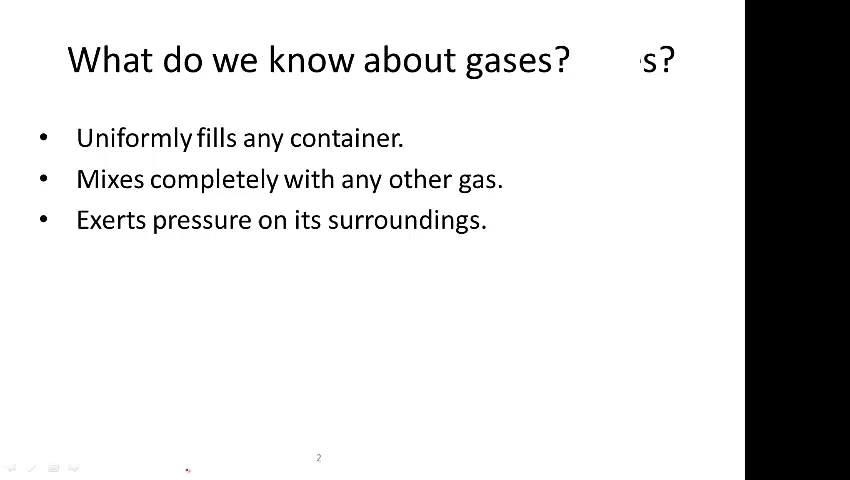 What do we know about gases? s?
• Uniformly fills any container.
• Mixes completely with any other gas.
• Exerts pressure on its surroundings.
2